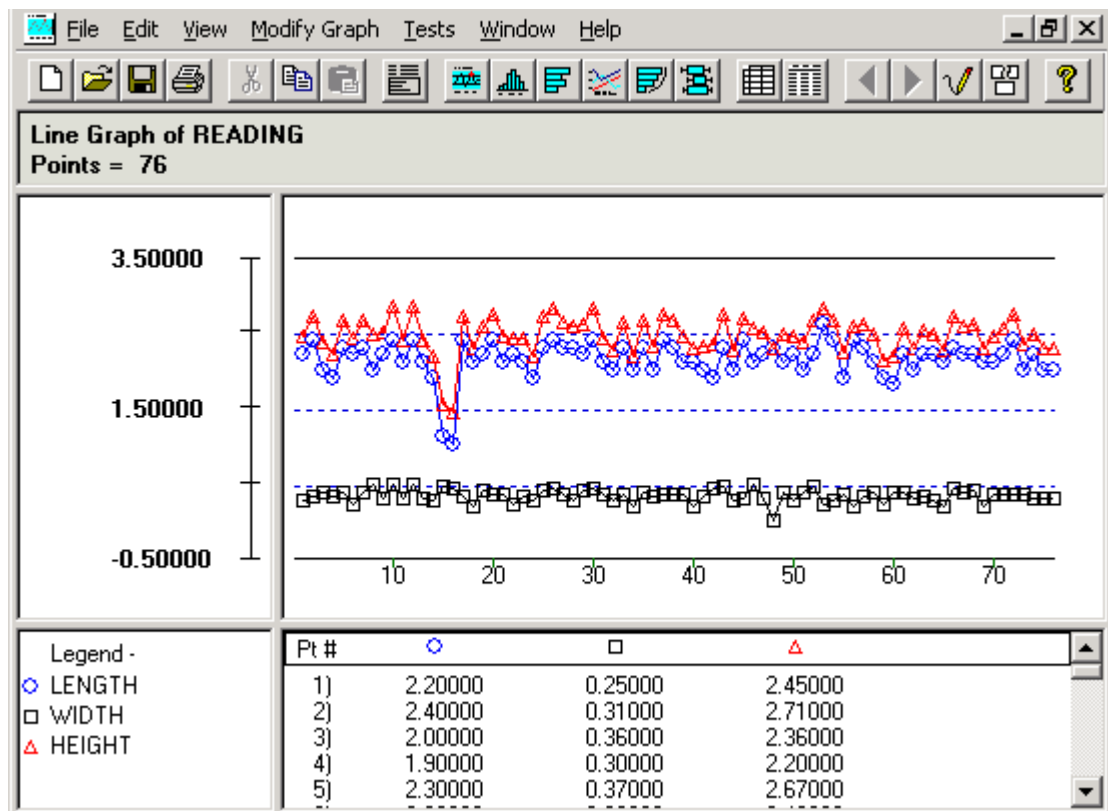 File Edit View Modify Graph Tests Window Help
Line Graph of READING
Points = 76
3.50000
1.50000
-0.50000
10 20 30 40 50 60 70
Legend -
LENGTH
WIDTH
HEIGHT
Pt #
1) 2.20000 0.25000 2.45000
2) 2.40000 0.31000 2.71000
3) 2.00000 0.36000 2.36000
4) 1.90000 0.30000 2.20000
5) 2.30000 0.37000 2.67000